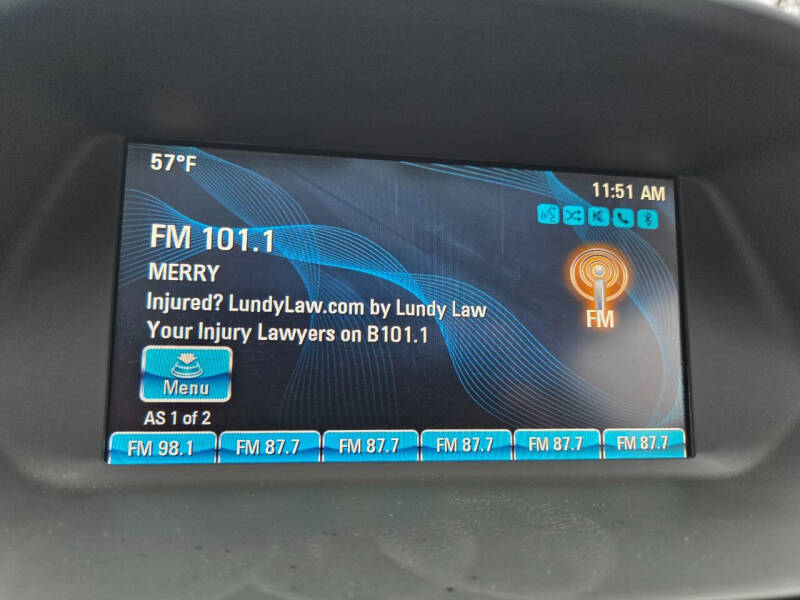 57°F
11:51 AM
FM 101.1
MERRY
Injured? LundyLaw.com by Lundy Law
Your Injury Lawyers on B101.1
FM
Menu
AS 1 of 2
FM 98.1 FM 87.7 FM 87.7 FM 87.7 FM 87.7 FM 87.7